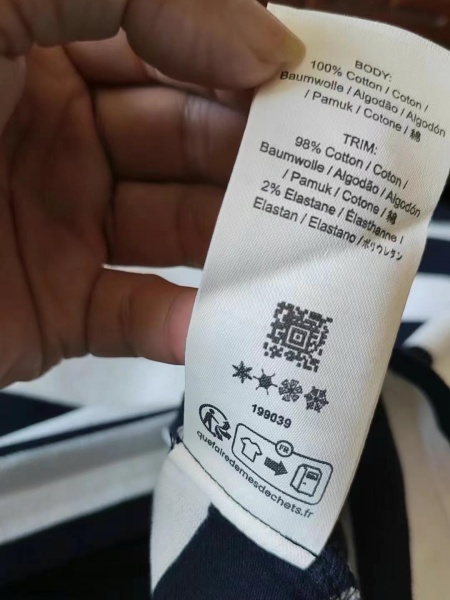 BODY:
100% Cotton / Coton /
Baumwolle / Algodão / Algodón
/ Pamuk / Cotone / 綿
TRIM:
98% Cotton / Coton /
Baumwolle / Algodão / Algodón
/ Pamuk / Cotone / 綿
2% Elastane / Élasthanne /
Elastan / Elastano / ポリウレタン
199039
FR
quefairedemesdechets.fr